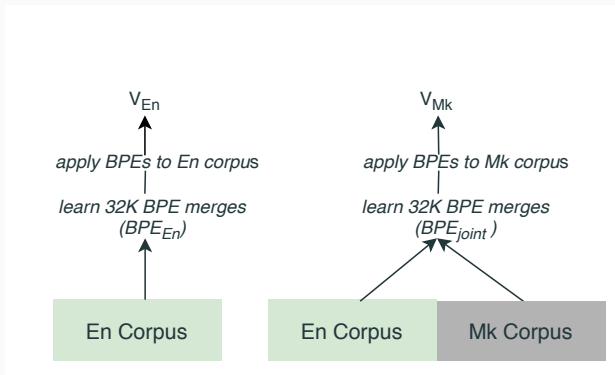 V_En
apply BPEs to En corpus
learn 32K BPE merges
(BPE_En)
En Corpus
V_Mk
apply BPEs to Mk corpus
learn 32K BPE merges
(BPE_joint )
En Corpus
Mk Corpus